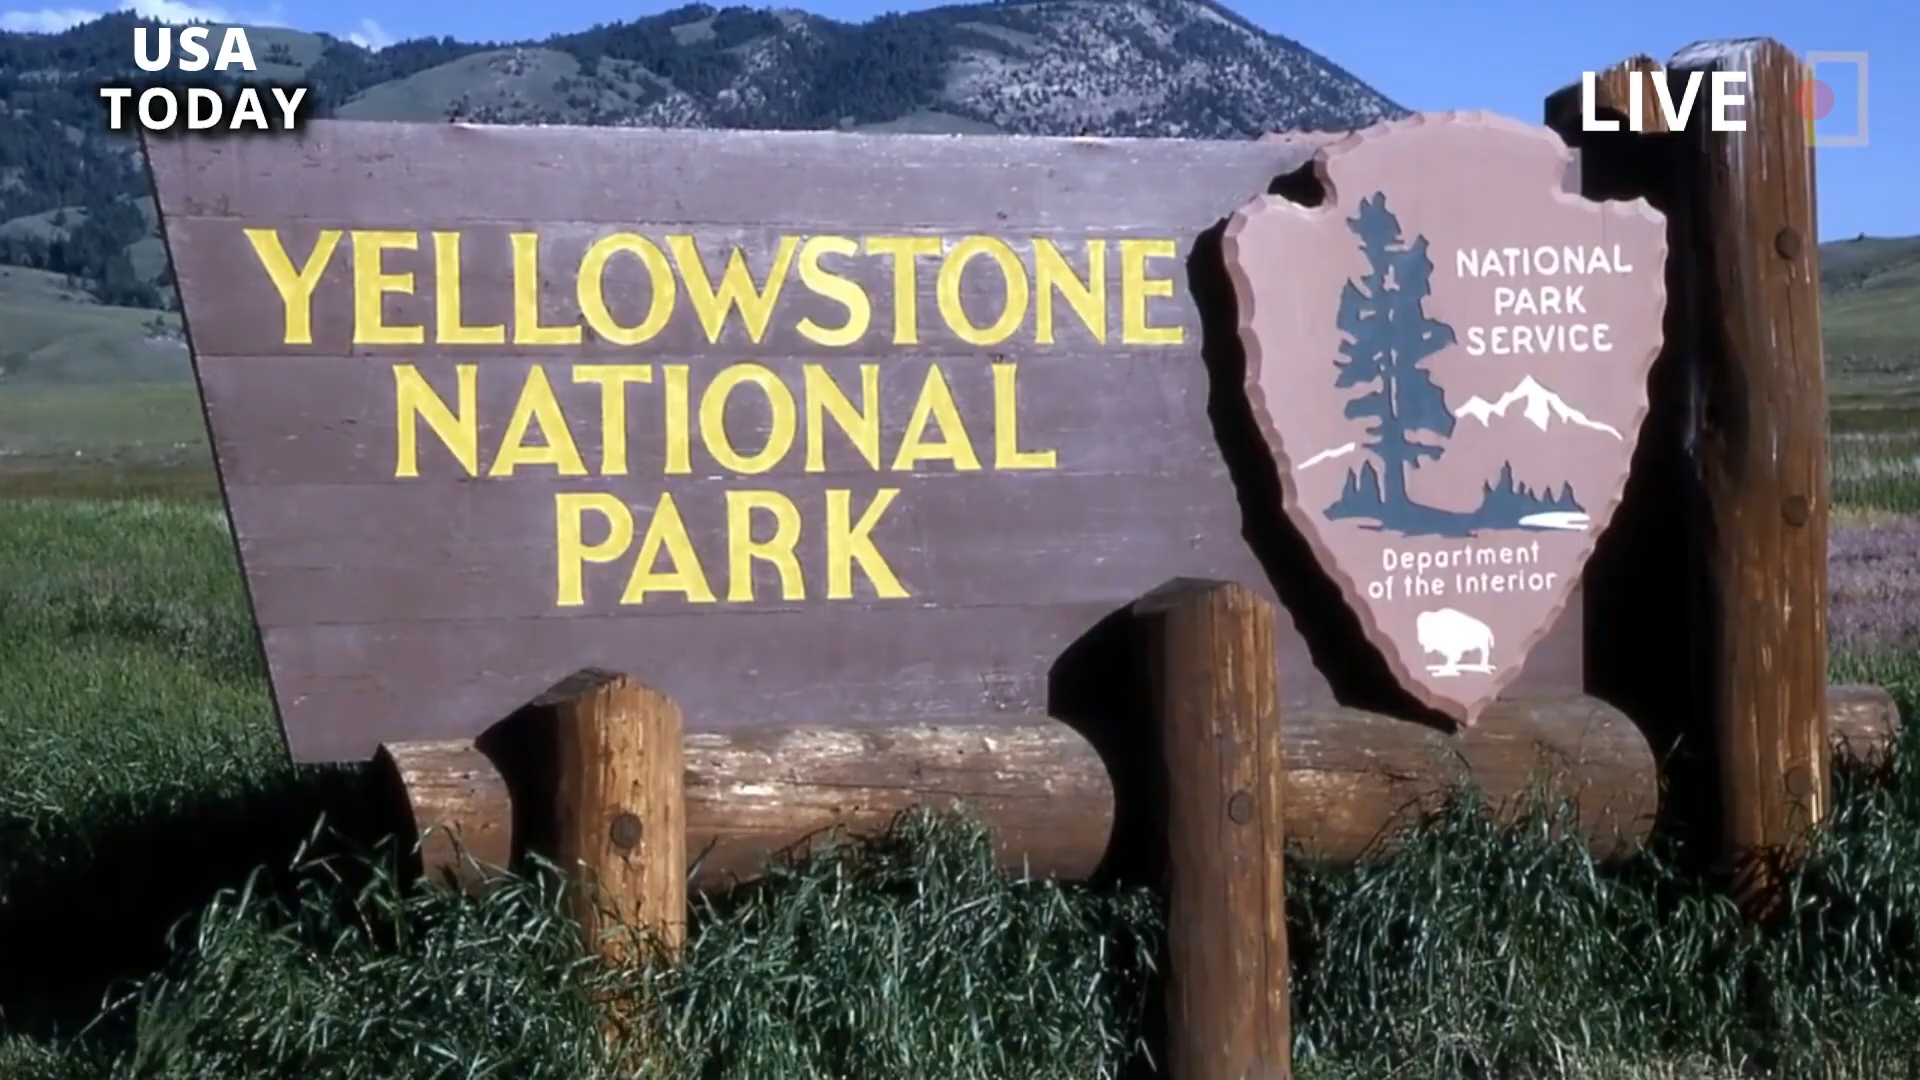 USA
TODAY
LIVE
YELLOWSTONE
NATIONAL
PARK
NATIONAL
PARK
SERVICE
Department
of the Interior